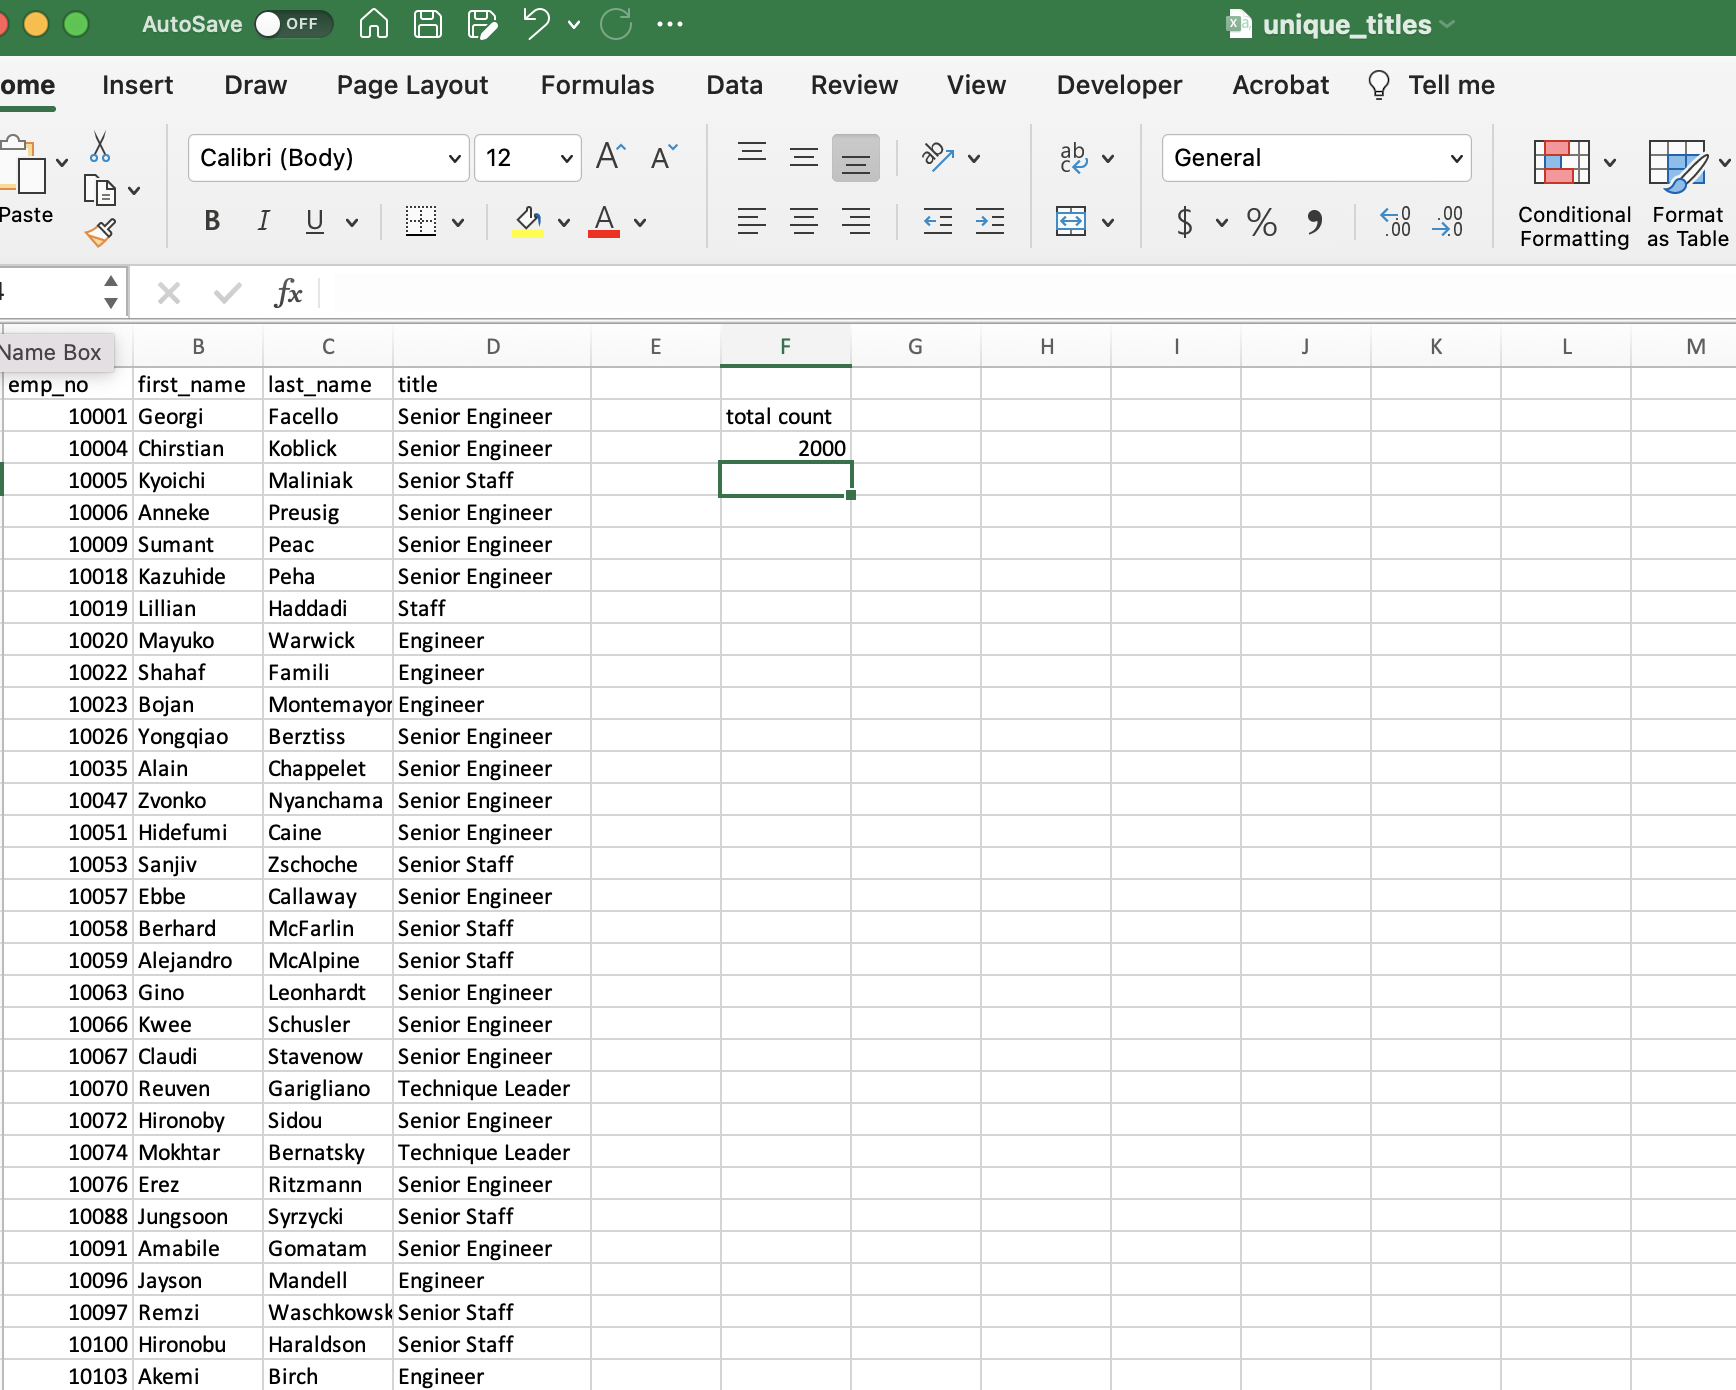 AutoSave OFF unique_titles
ome Insert Draw Page Layout Formulas Data Review View Developer Acrobat Tell me
Paste Calibri (Body) 12 General Conditional Formatting Format as Table
B I U A $ % fx
Name Box B C D E F G H I J K L M
emp_no first_name last_name title
10001 Georgi Facello Senior Engineer total count
10004 Chirstian Koblick Senior Engineer 2000
10005 Kyoichi Maliniak Senior Staff
10006 Anneke Preusig Senior Engineer
10009 Sumant Peac Senior Engineer
10018 Kazuhide Peha Senior Engineer
10019 Lillian Haddadi Staff
10020 Mayuko Warwick Engineer
10022 Shahaf Famili Engineer
10023 Bojan Montemayor Engineer
10026 Yongqiao Berztiss Senior Engineer
10035 Alain Chappelet Senior Engineer
10047 Zvonko Nyanchama Senior Engineer
10051 Hidefumi Caine Senior Engineer
10053 Sanjiv Zschoche Senior Staff
10057 Ebbe Callaway Senior Engineer
10058 Berhard McFarlin Senior Staff
10059 Alejandro McAlpine Senior Staff
10063 Gino Leonhardt Senior Engineer
10066 Kwee Schusler Senior Engineer
10067 Claudi Stavenow Senior Engineer
10070 Reuven Garigliano Technique Leader
10072 Hironoby Sidou Senior Engineer
10074 Mokhtar Bernatsky Technique Leader
10076 Erez Ritzmann Senior Engineer
10088 Jungsoon Syrzycki Senior Staff
10091 Amabile Gomatam Senior Engineer
10096 Jayson Mandell Engineer
10097 Remzi Waschkowsk Senior Staff
10100 Hironobu Haraldson Senior Staff
10103 Akemi Birch Engineer